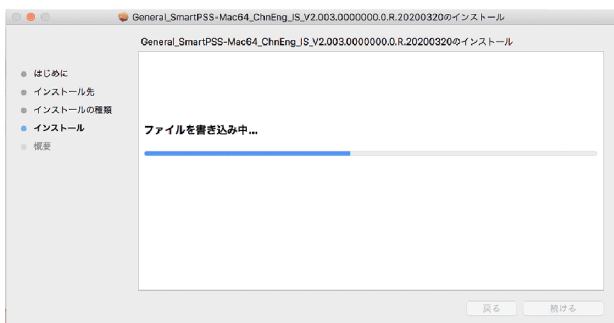 General_SmartPSS-Mac64_ChnEng_IS_V2.003.0000000.0.R.20200320のインストール
General_SmartPSS-Mac64_ChnEng_IS_V2.003.0000000.0.R.20200320のインストール
はじめに
インストール先
インストールの種類
インストール
概要
ファイルを書き込み中...
戻る
続ける